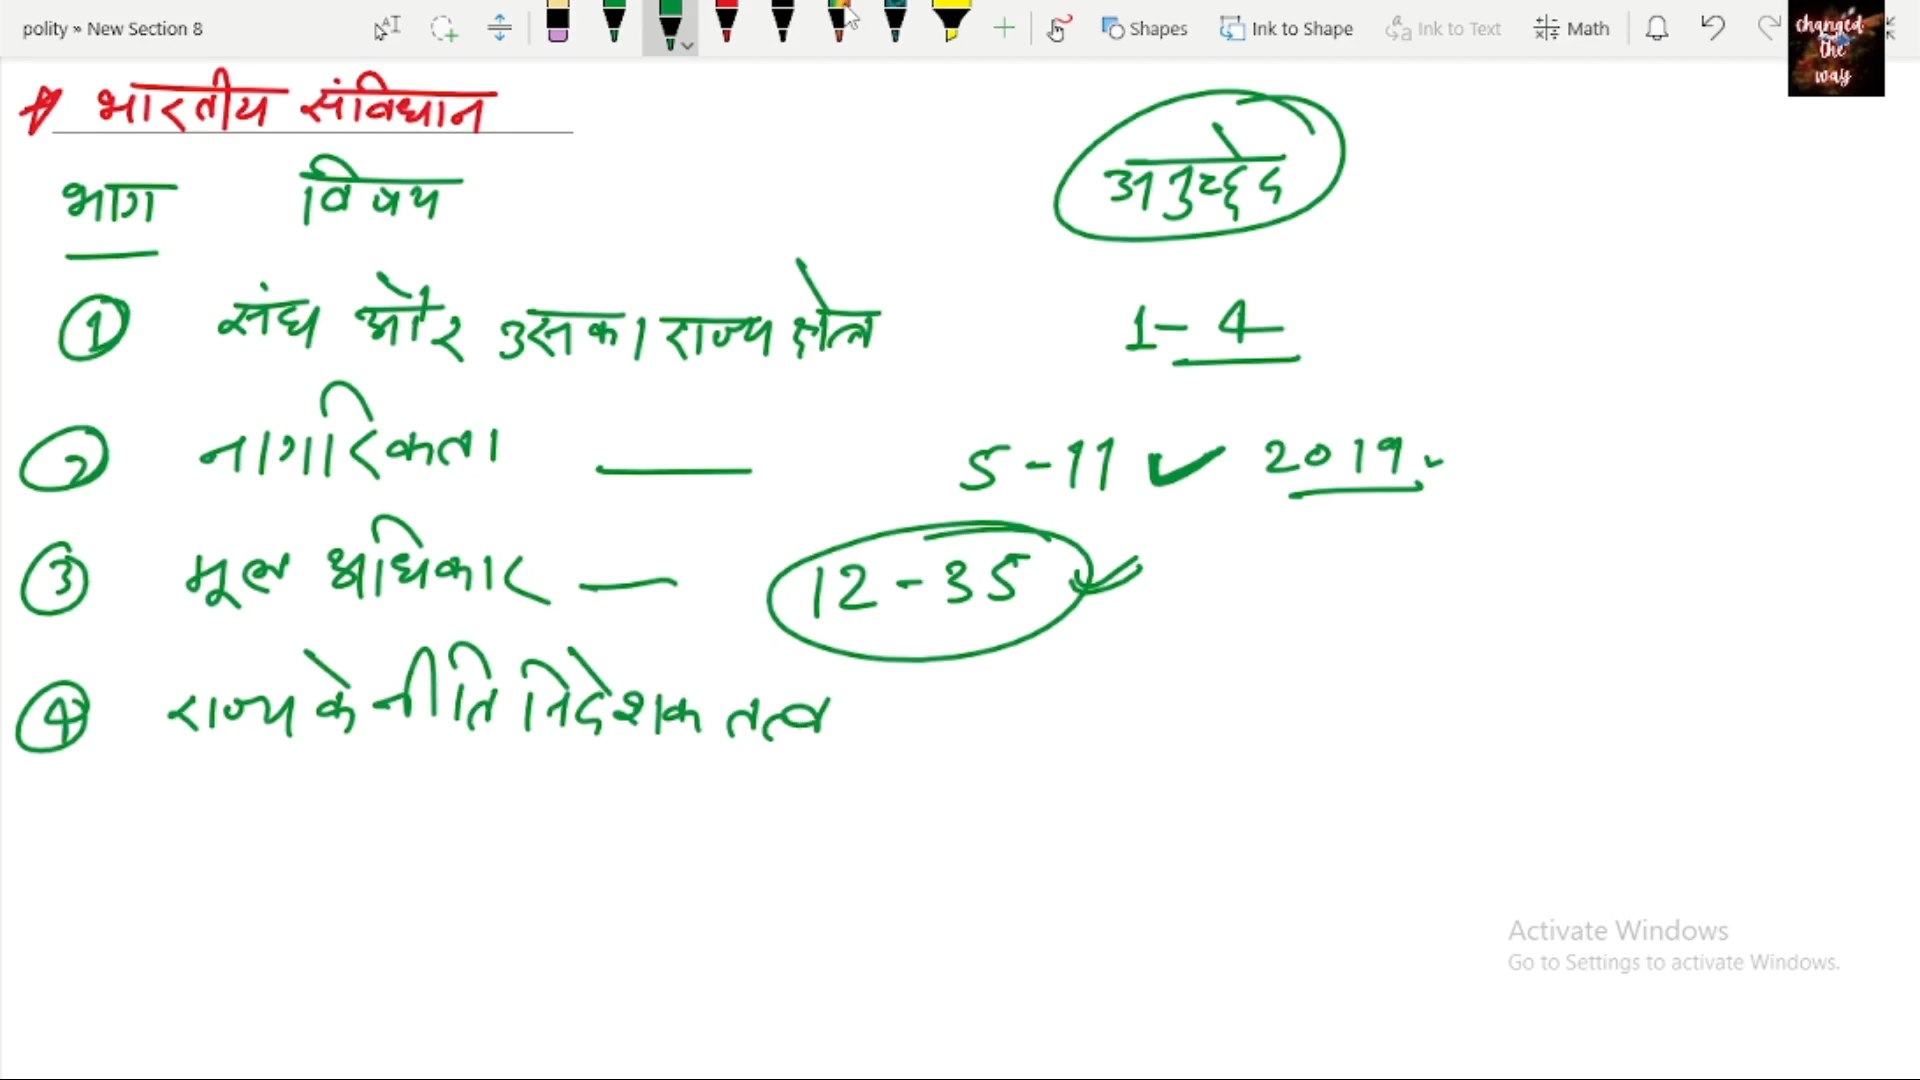 polity » New Section 8
Shapes
Ink to Shape
Ink to Text
Math
changed
the
way
भारतीय संविधान
भाग विषय अनुच्छेद
1 संघ और उसका राज्य क्षेत्र 1-4
2 नागरिकता — 5-11 2019
3 मूल अधिकार — 12-35
4 राज्य के नीति निदेशक तत्व
Activate Windows
Go to Settings to activate Windows.